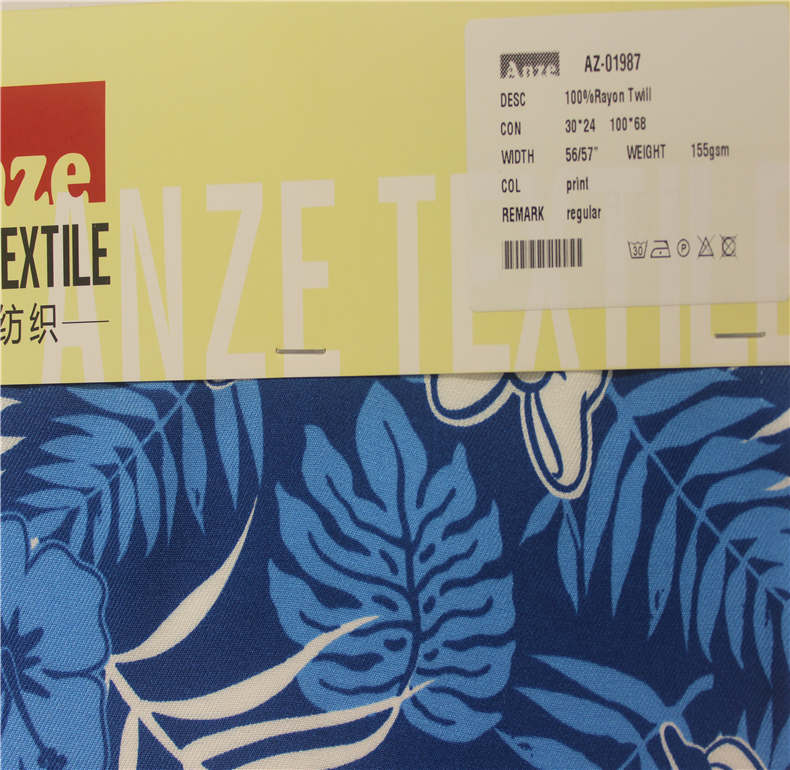 Anze AZ-01987
DESC 100%Rayon Twill
CON 30*24 100*68
WIDTH 56/57" WEIGHT 155gsm
COL print
REMARK regular
30 P
nze
EXTILE
纺织
ANZE TEXTILE